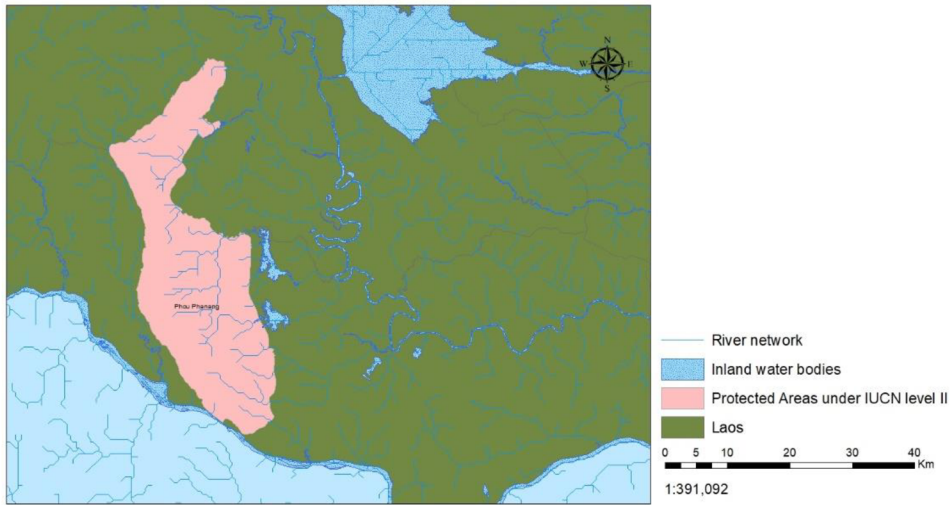 N
W E
S
Phou Phanang
River network
Inland water bodies
Protected Areas under IUCN level II
Laos
0 5 10 20 30 40
Km
1:391,092